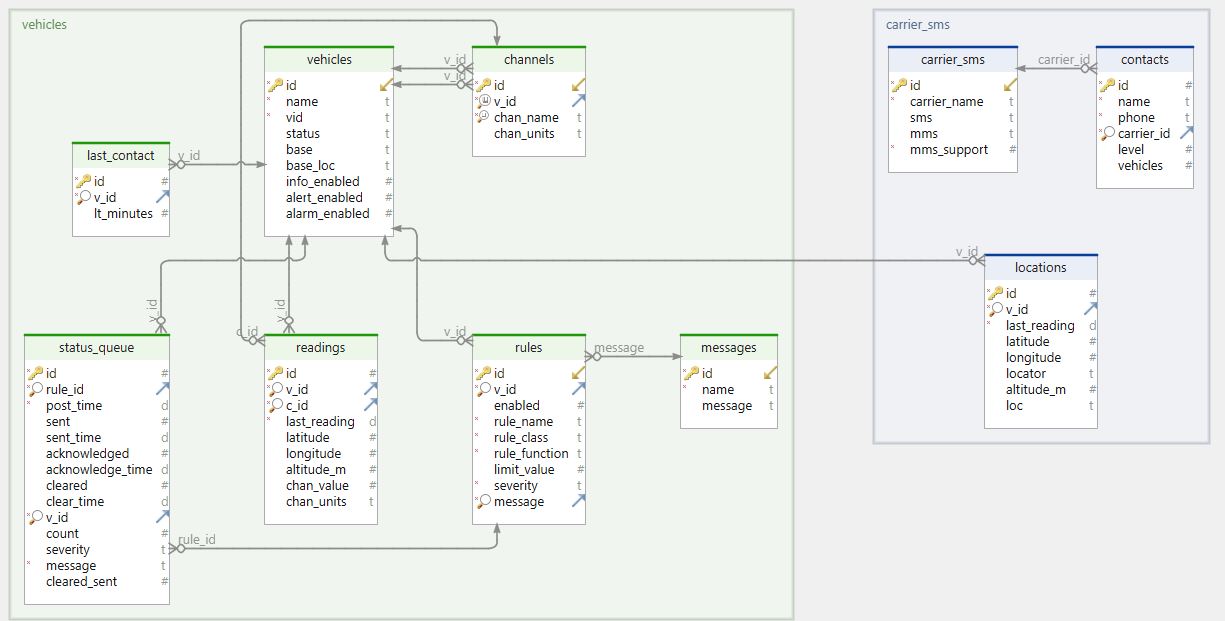 vehicles
carrier_sms
vehicles
id
name t
vid t
status t
base t
base_loc t
info_enabled #
alert_enabled #
alarm_enabled #
v_id
v_id
channels
id
v_id
chan_name t
chan_units t
carrier_sms
id
carrier_name t
sms t
mms t
mms_support #
carrier_id
contacts
id #
name t
phone t
carrier_id
level #
vehicles #
last_contact
id #
v_id
lt_minutes #
v_id
v_id
locations
id #
v_id
last_reading d
latitude #
longitude #
locator t
altitude_m #
loc t
v_id
v_id
c_id
v_id
message
status_queue
id #
rule_id
post_time d
sent #
sent_time d
acknowledged #
acknowledge_time d
cleared #
clear_time d
v_id
count #
severity t
message t
cleared_sent #
rule_id
readings
id #
v_id
c_id
last_reading d
latitude #
longitude #
altitude_m #
chan_value #
chan_units t
rules
id
v_id
enabled #
rule_name t
rule_class t
rule_function t
limit_value #
severity t
message
messages
id
name t
message t